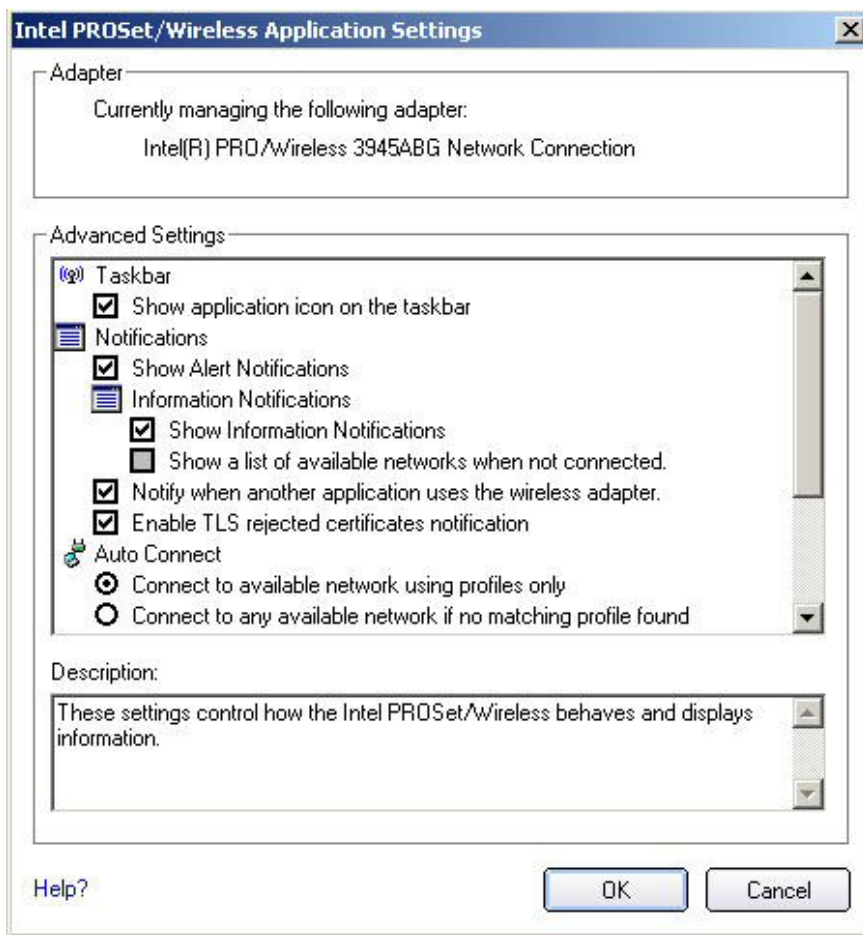 Intel PROSet/Wireless Application Settings
Adapter
Currently managing the following adapter:
Intel(R) PRO/Wireless 3945ABG Network Connection
Advanced Settings
Taskbar
Show application icon on the taskbar
Notifications
Show Alert Notifications
Information Notifications
Show Information Notifications
Show a list of available networks when not connected.
Notify when another application uses the wireless adapter.
Enable TLS rejected certificates notification
Auto Connect
Connect to available network using profiles only
Connect to any available network if no matching profile found
Description:
These settings control how the Intel PROSet/Wireless behaves and displays
information.
Help?
OK
Cancel